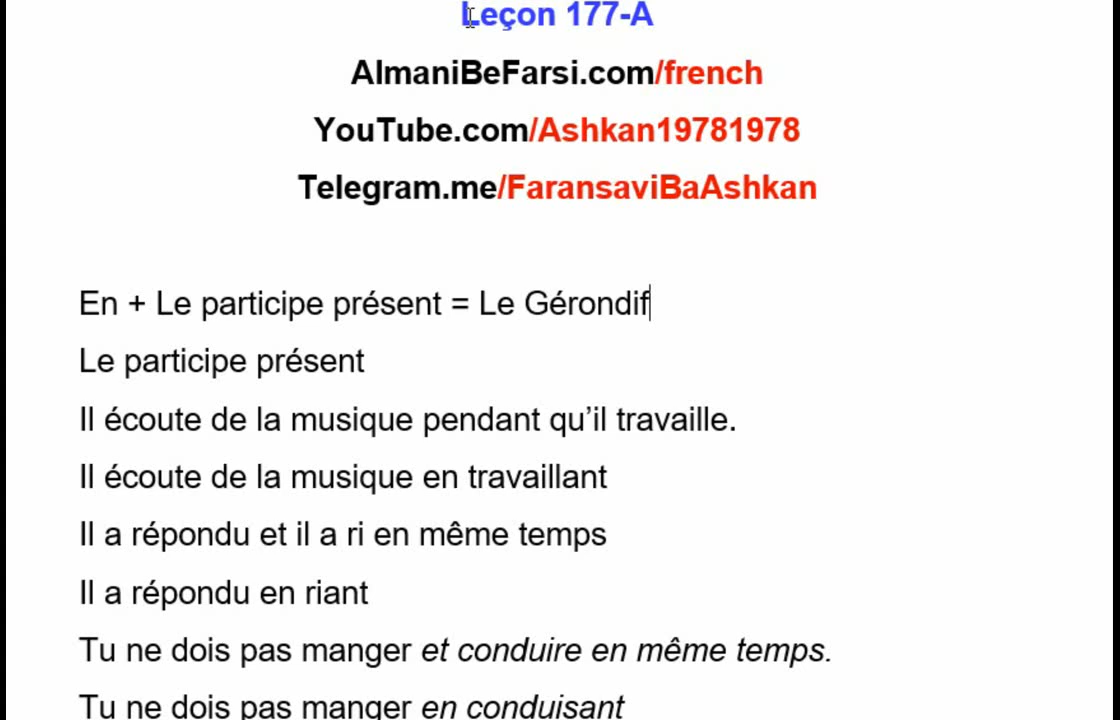 Leçon 177-A
AlmaniBeFarsi.com/french
YouTube.com/Ashkan19781978
Telegram.me/FaransaviBaAshkan
En + Le participe présent = Le Gérondif
Le participe présent
Il écoute de la musique pendant qu’il travaille.
Il écoute de la musique en travaillant
Il a répondu et il a ri en même temps
Il a répondu en riant
Tu ne dois pas manger et conduire en même temps.
Tu ne dois pas manger en conduisant